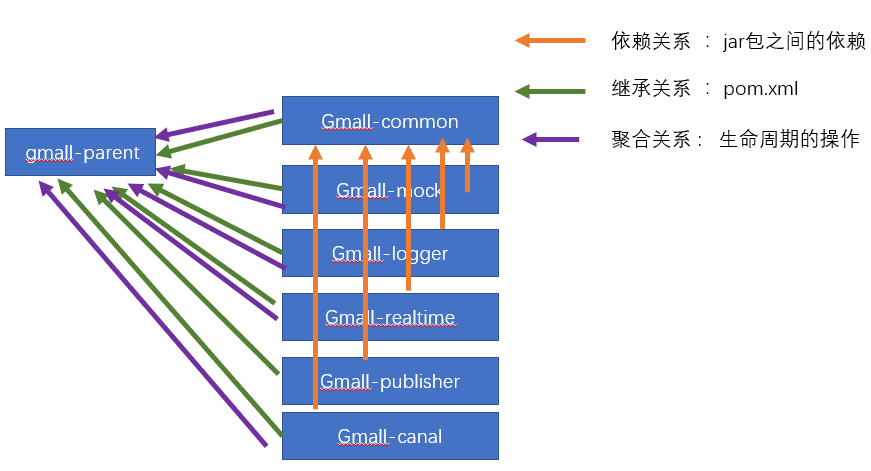 依赖关系 ： jar包之间的依赖
Gmall-common
继承关系 ： pom.xml
gmall-parent
聚合关系： 生命周期的操作
Gmall-mock
Gmall-logger
Gmall-realtime
Gmall-publisher
Gmall-canal